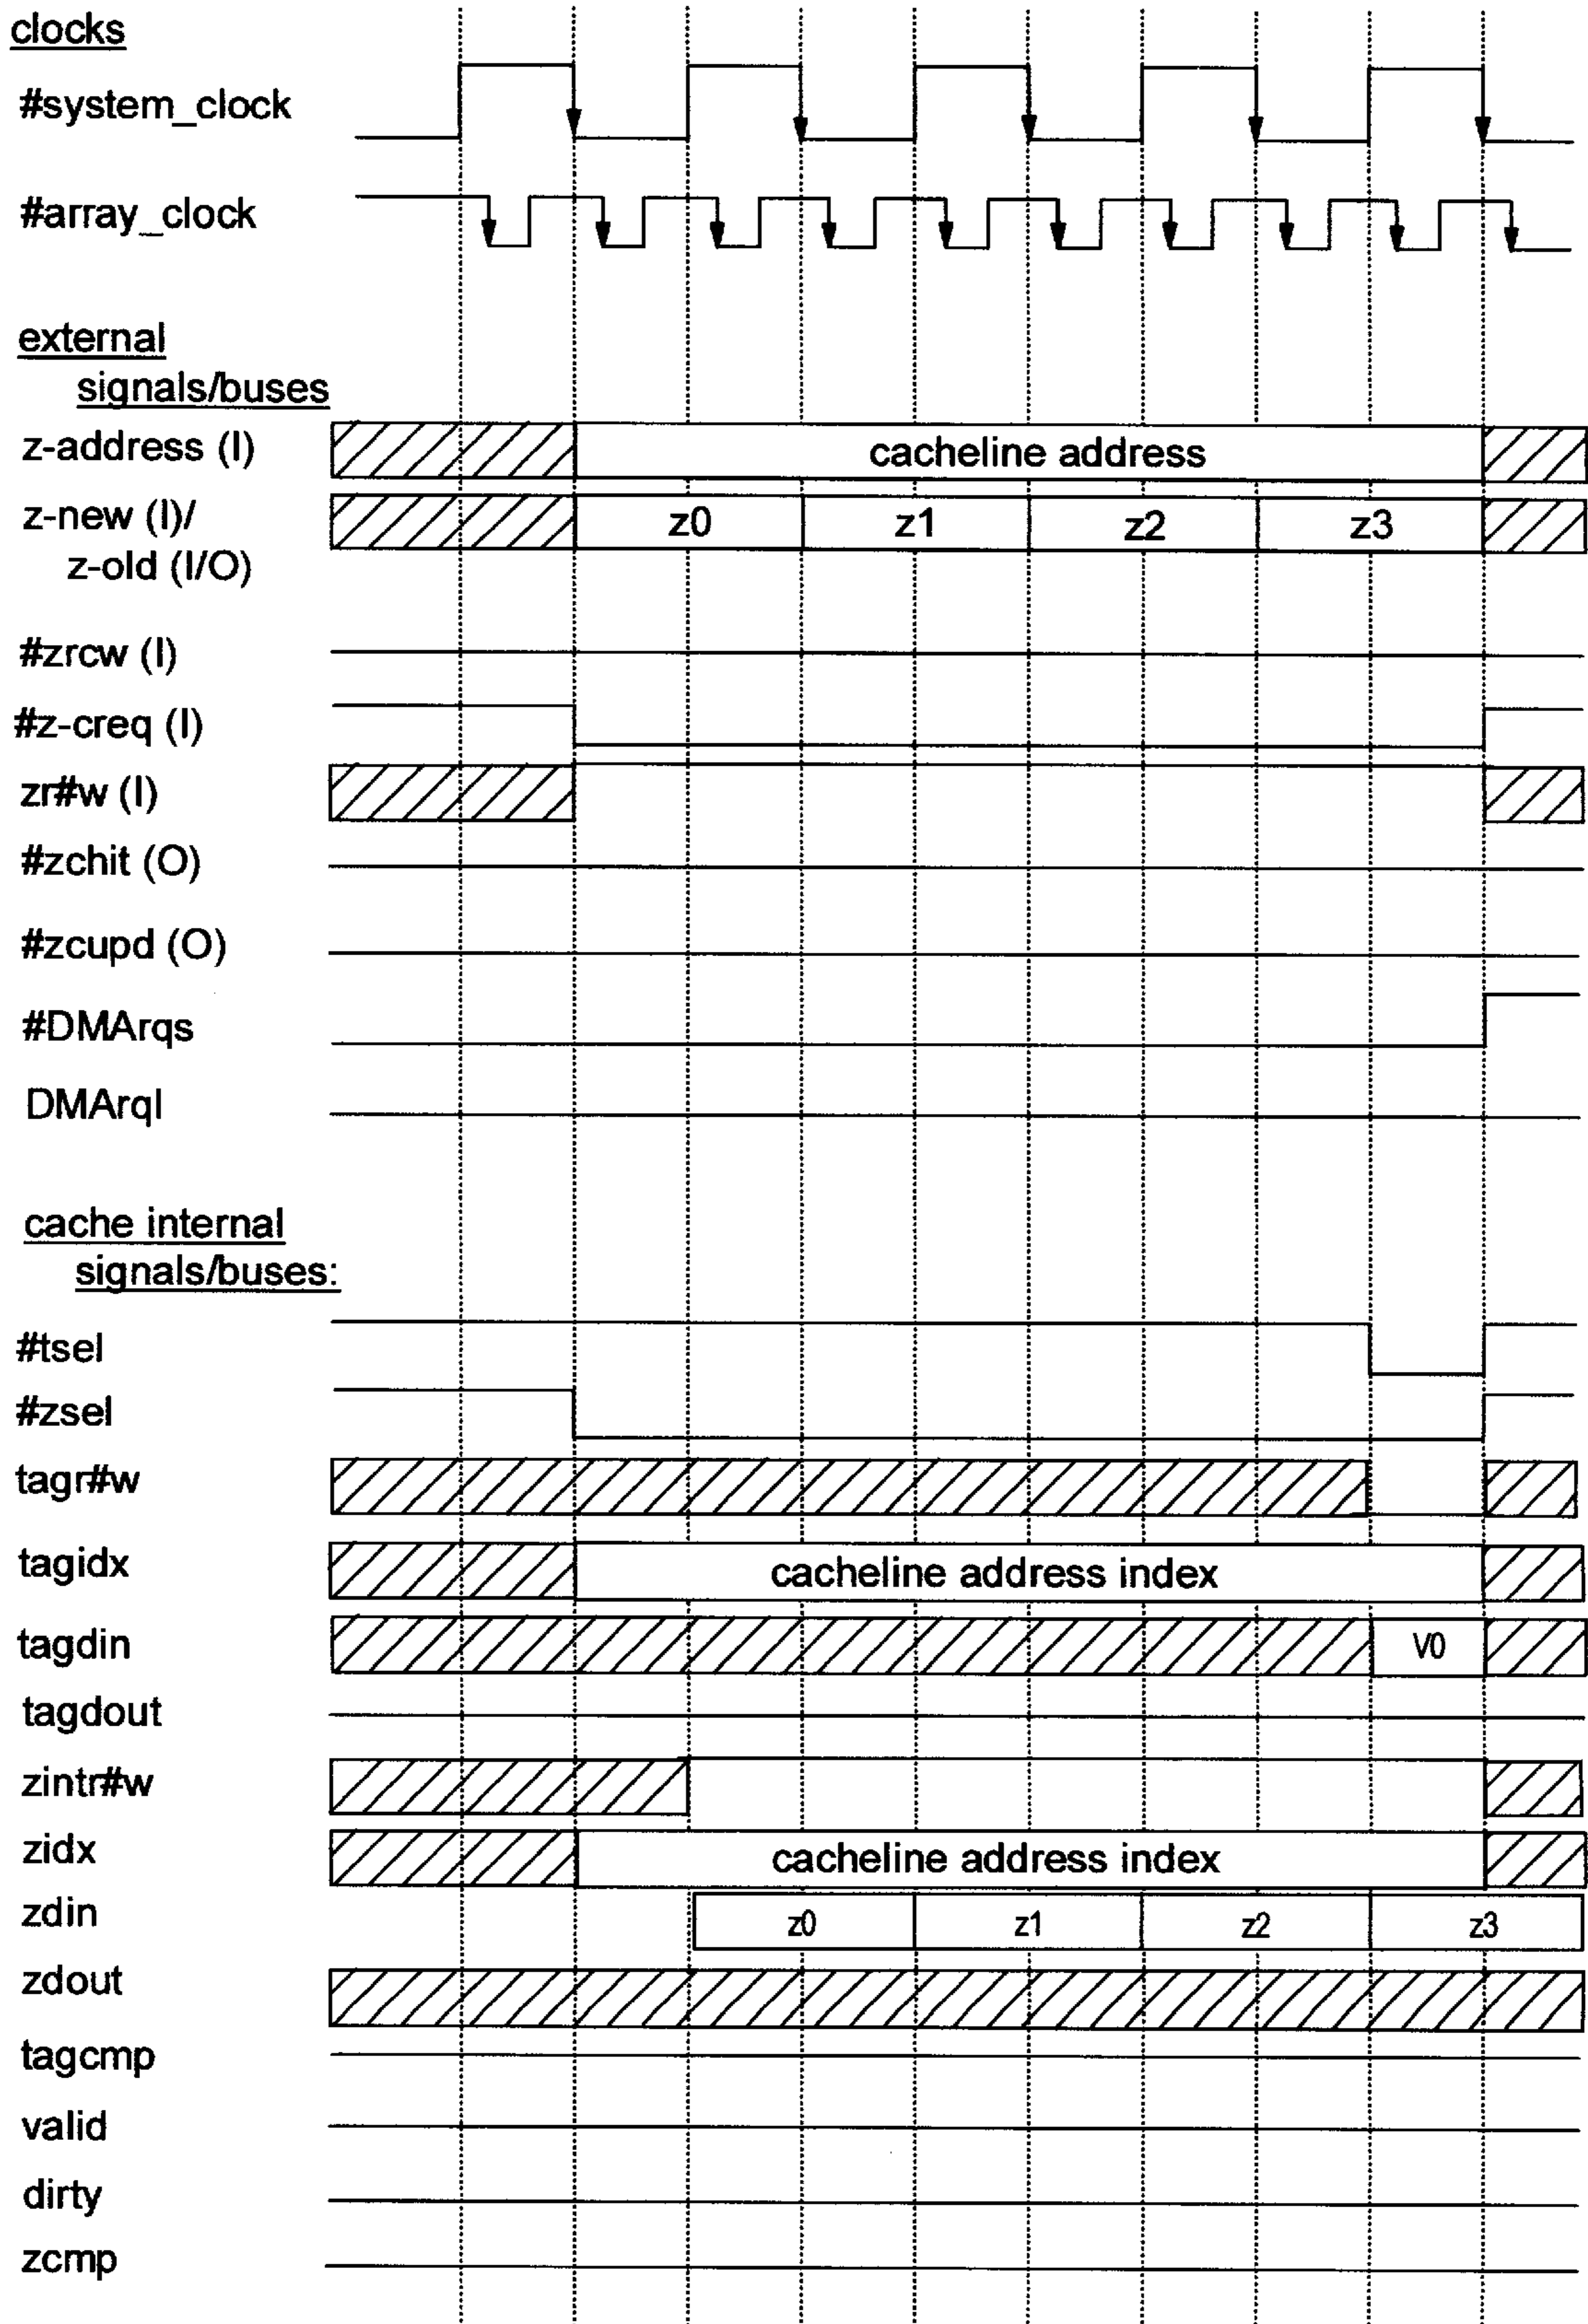 clocks
#system_clock
#array_clock
external
signals/buses
z-address (I)
cacheline address
z-new (I)/
z-old (I/O)
z0 z1 z2 z3
#zrcw (I)
#z-creq (I)
zr#w (I)
#zchit (O)
#zcupd (O)
#DMArqs
DMArql
cache internal
signals/buses:
#tsel
#zsel
tagr#w
tagidx
cacheline address index
tagdin
V0
tagdout
zintr#w
zidx
cacheline address index
zdin
z0 z1 z2 z3
zdout
tagcmp
valid
dirty
zcmp